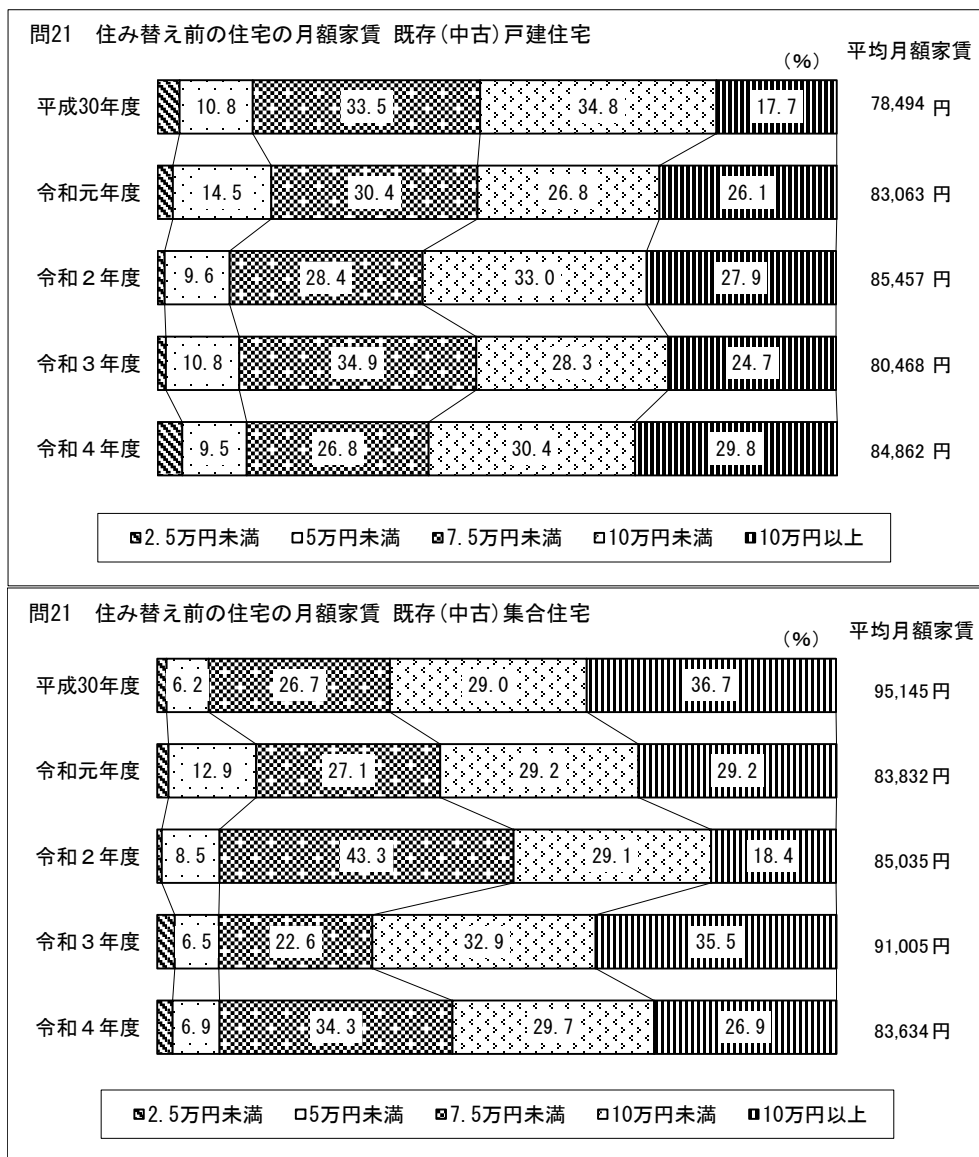 問21 住み替え前の住宅の月額家賃 既存(中古)戸建住宅
(%) 平均月額家賃
平成30年度 10.8 33.5 34.8 17.7 78,494 円
令和元年度 14.5 30.4 26.8 26.1 83,063 円
令和２年度 9.6 28.4 33.0 27.9 85,457 円
令和３年度 10.8 34.9 28.3 24.7 80,468 円
令和４年度 9.5 26.8 30.4 29.8 84,862 円
2.5万円未満 5万円未満 7.5万円未満 10万円未満 10万円以上
問21 住み替え前の住宅の月額家賃 既存(中古)集合住宅
(%) 平均月額家賃
平成30年度 6.2 26.7 29.0 36.7 95,145円
令和元年度 12.9 27.1 29.2 29.2 83,832円
令和２年度 8.5 43.3 29.1 18.4 85,035円
令和３年度 6.5 22.6 32.9 35.5 91,005円
令和４年度 6.9 34.3 29.7 26.9 83,634円
2.5万円未満 5万円未満 7.5万円未満 10万円未満 10万円以上